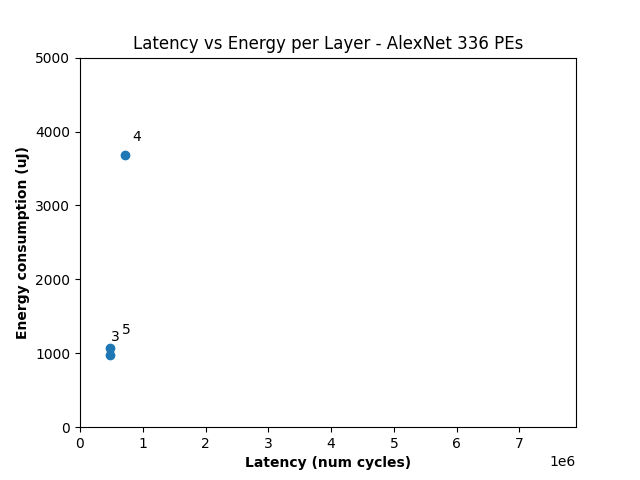 Latency vs Energy per Layer - AlexNet 336 PEs
5000
4000
3000
2000
1000
0
Energy consumption (uJ)
4
5
3
0 1 2 3 4 5 6 7
1e6
Latency (num cycles)